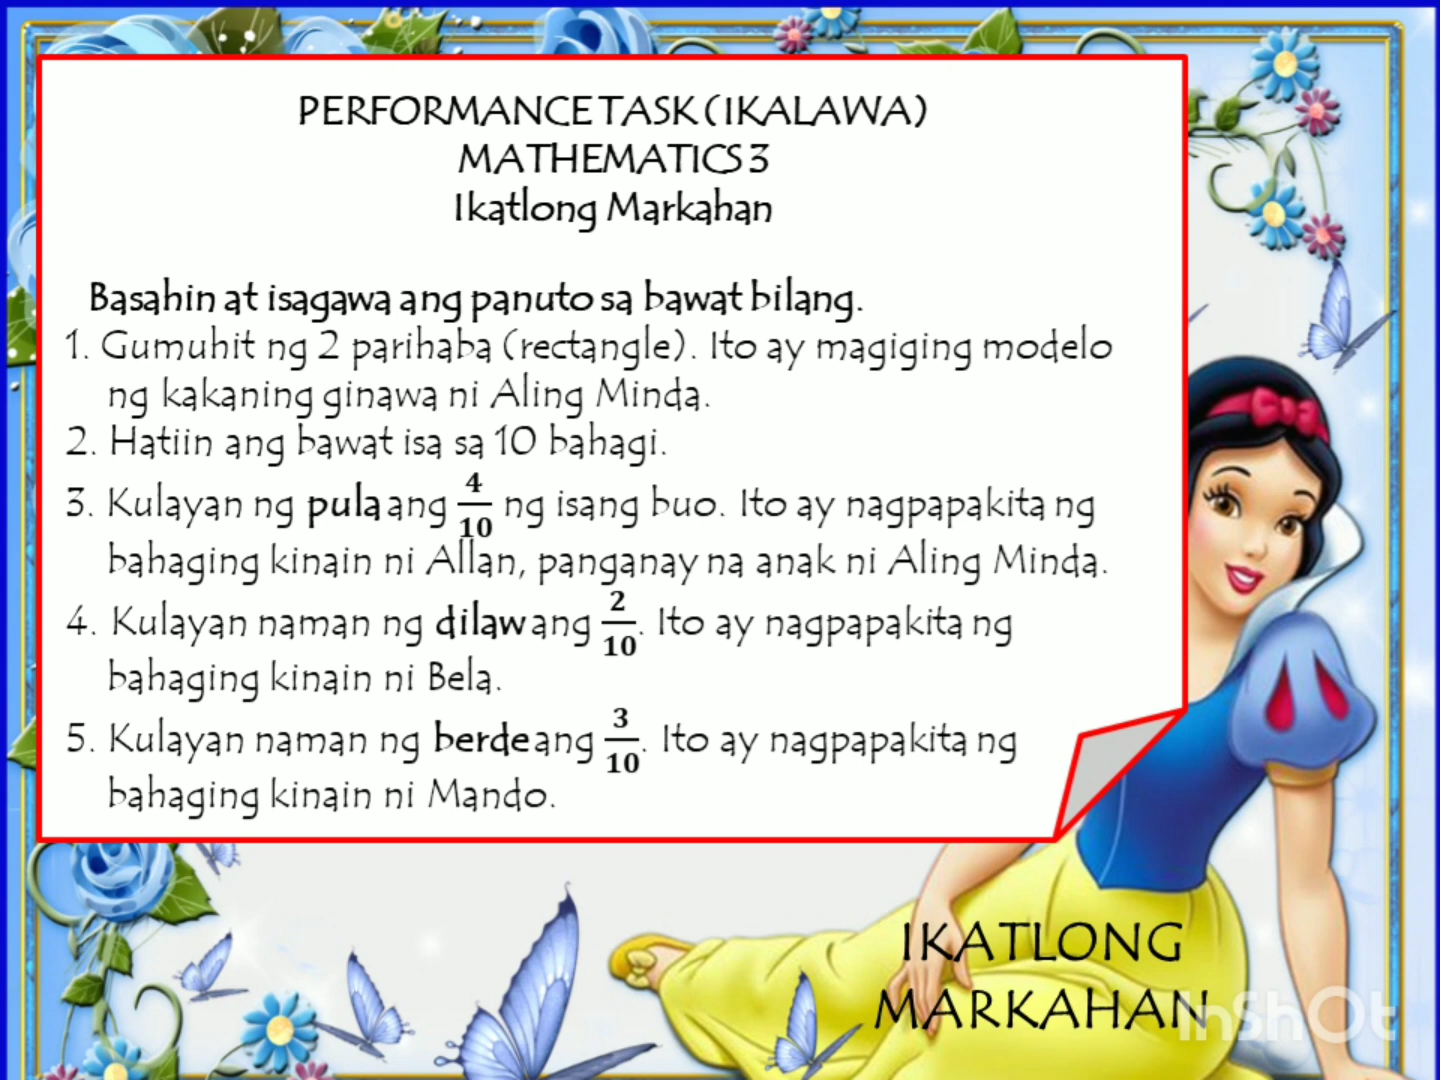 PERFORMANCE TASK (IKALAWA)
MATHEMATICS 3
Ikatlong Markahan
Basahin at isagawa ang panuto sa bawat bilang.
1. Gumuhit ng 2 parihaba (rectangle). Ito ay magiging modelo
ng kakaning ginawa ni Aling Minda.
2. Hatiin ang bawat isa sa 10 bahagi.
3. Kulayan ng pula ang 4/10 ng isang buo. Ito ay nagpapakita ng
bahaging kinain ni Allan, panganay na anak ni Aling Minda.
4. Kulayan naman ng dilaw ang 2/10. Ito ay nagpapakita ng
bahaging kinain ni Bela.
5. Kulayan naman ng berde ang 3/10. Ito ay nagpapakita ng
bahaging kinain ni Mando.
IKATLONG
MARKAHAN
InShOt